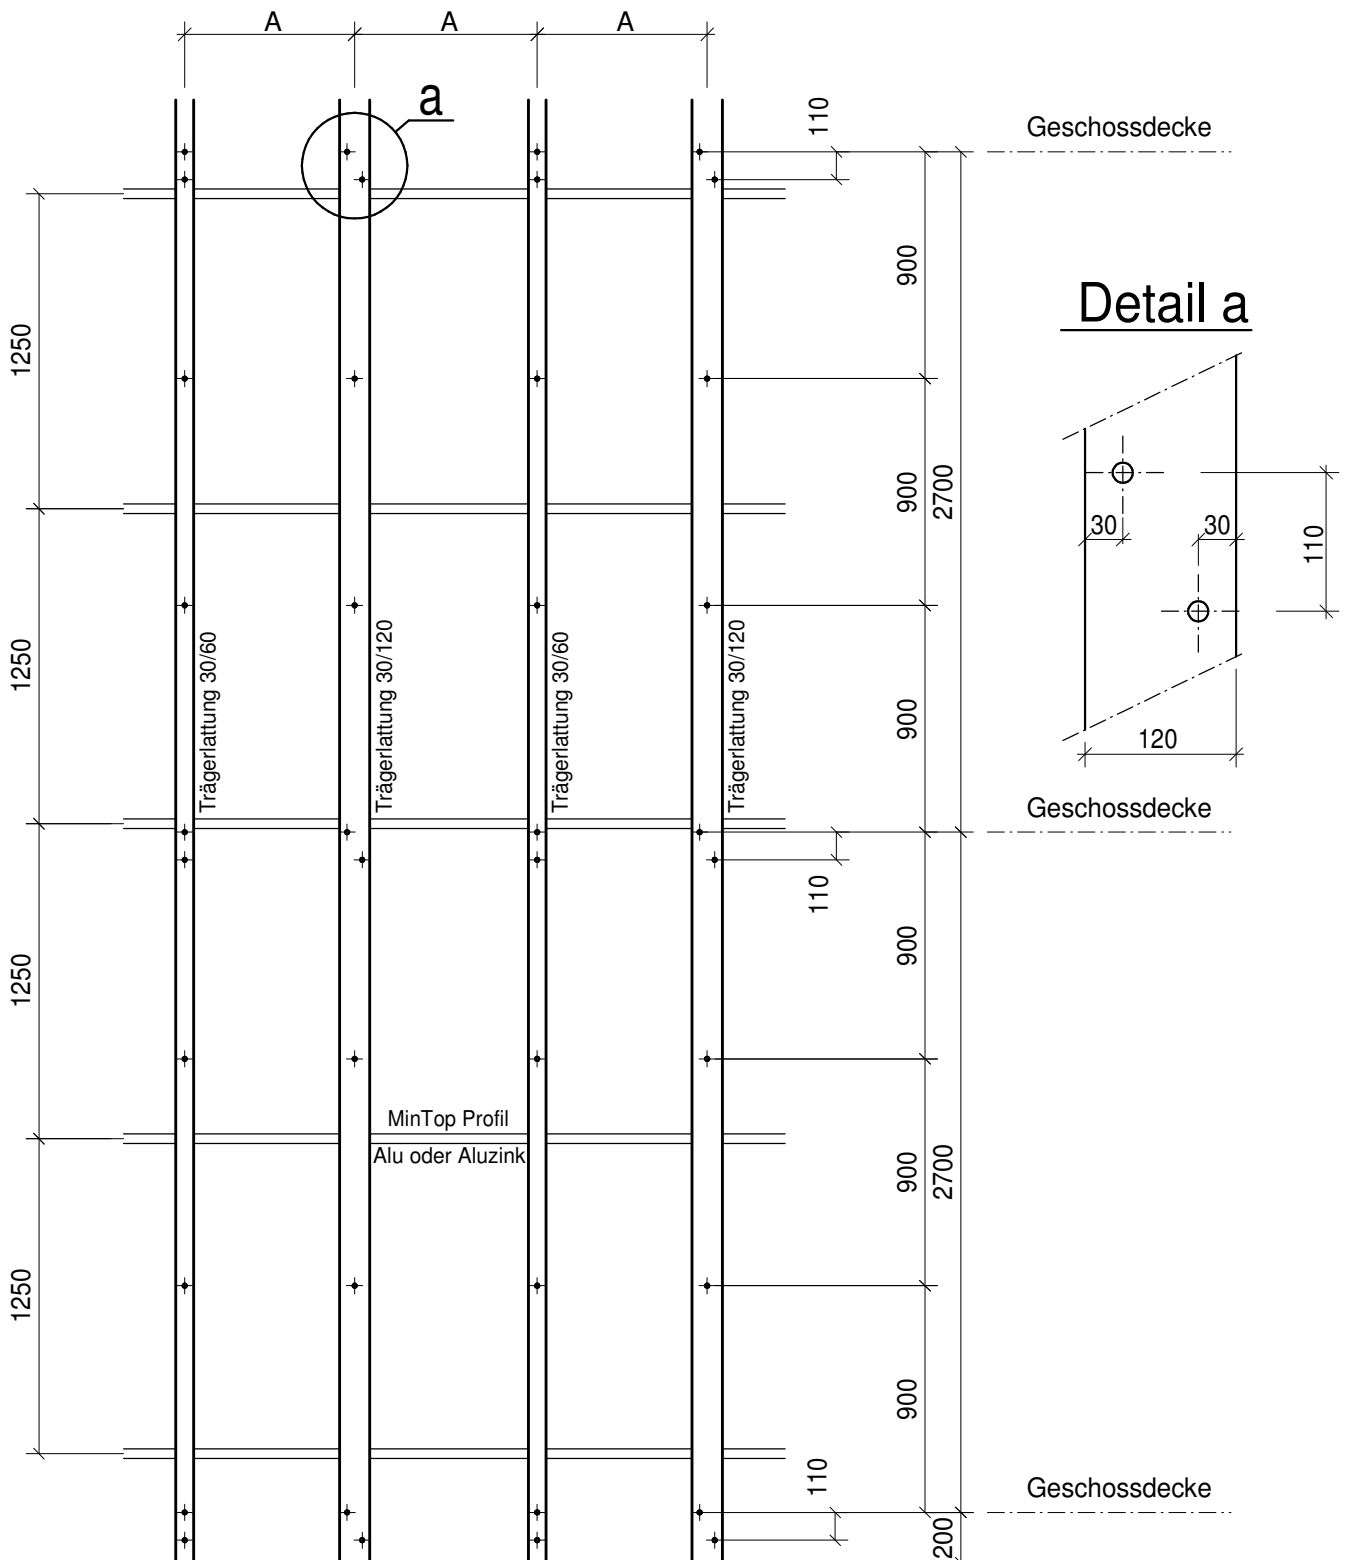 A
A
A
a
110
Geschossdecke
900
Detail a
1250
900
2700
30
30
110
Trägerlattung 30/60
Trägerlattung 30/120
Trägerlattung 30/60
Trägerlattung 30/120
1250
900
120
Geschossdecke
110
900
1250
MinTop Profil
Alu oder Aluzink
900
2700
1250
900
110
Geschossdecke
200